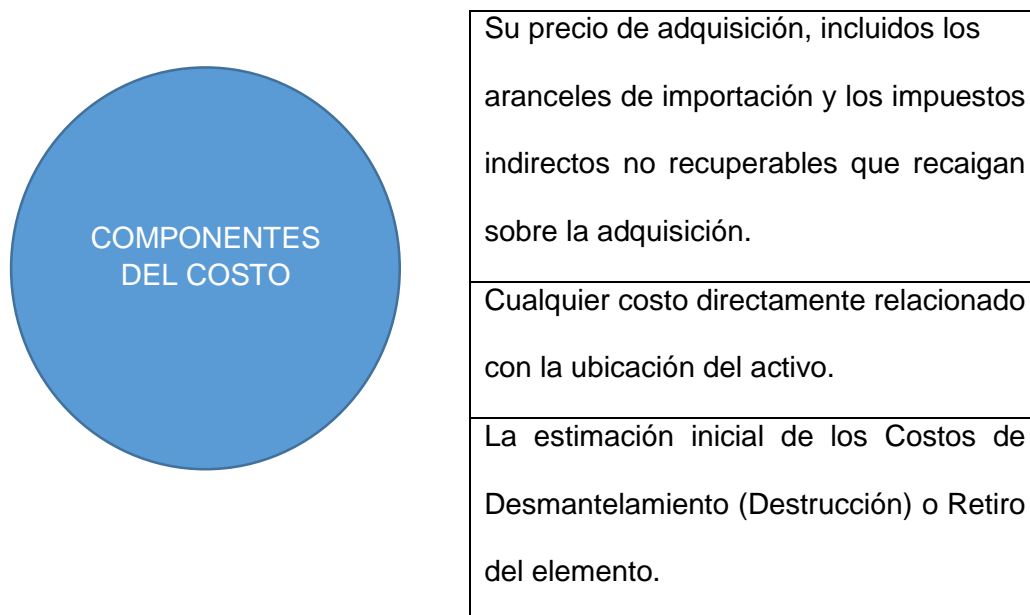 COMPONENTES
DEL COSTO
Su precio de adquisición, incluidos los
aranceles de importación y los impuestos
indirectos no recuperables que recaigan
sobre la adquisición.
Cualquier costo directamente relacionado
con la ubicación del activo.
La estimación inicial de los Costos de
Desmantelamiento (Destrucción) o Retiro
del elemento.